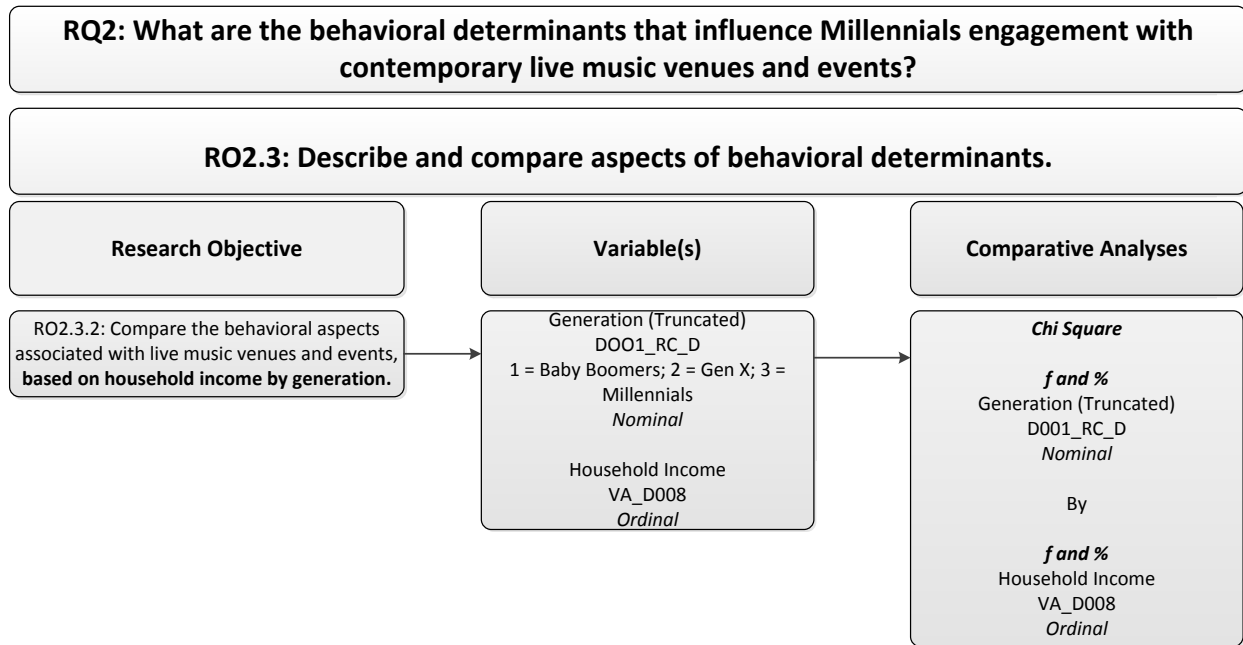 RQ2: What are the behavioral determinants that influence Millennials engagement with
contemporary live music venues and events?
RO2.3: Describe and compare aspects of behavioral determinants.
Research Objective
Variable(s)
Comparative Analyses
RO2.3.2: Compare the behavioral aspects
associated with live music venues and events,
based on household income by generation.
Generation (Truncated)
DOO1_RC_D
1 = Baby Boomers; 2 = Gen X; 3 =
Millennials
Nominal
Household Income
VA_D008
Ordinal
Chi Square
f and %
Generation (Truncated)
D001_RC_D
Nominal
By
f and %
Household Income
VA_D008
Ordinal